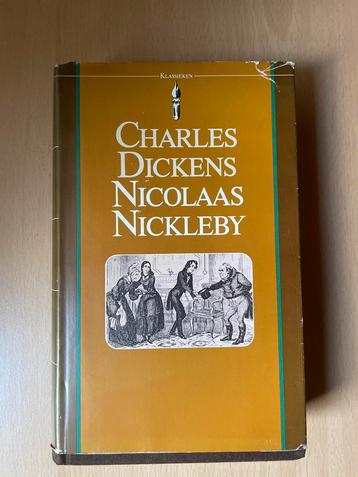 KLASSIEKEN
CHARLES
DICKENS
NICOLAAS
NICKLEBY